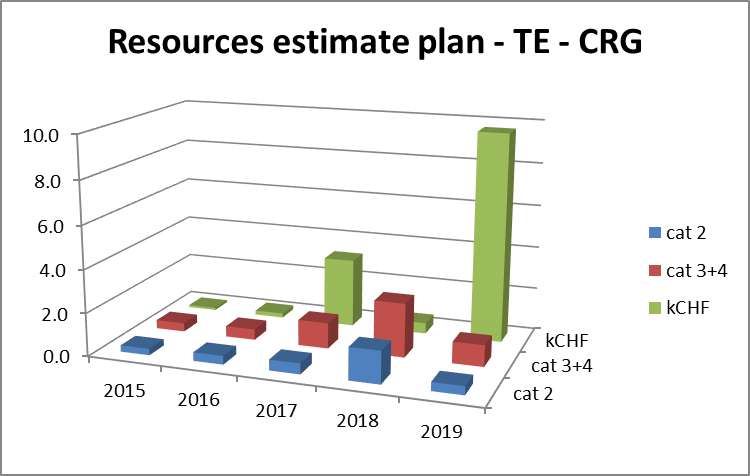 Resources estimate plan - TE - CRG
10.0
8.0
6.0
4.0
2.0
0.0
2015
2016
2017
2018
2019
kCHF
cat 3+4
cat 2
cat 2
cat 3+4
kCHF